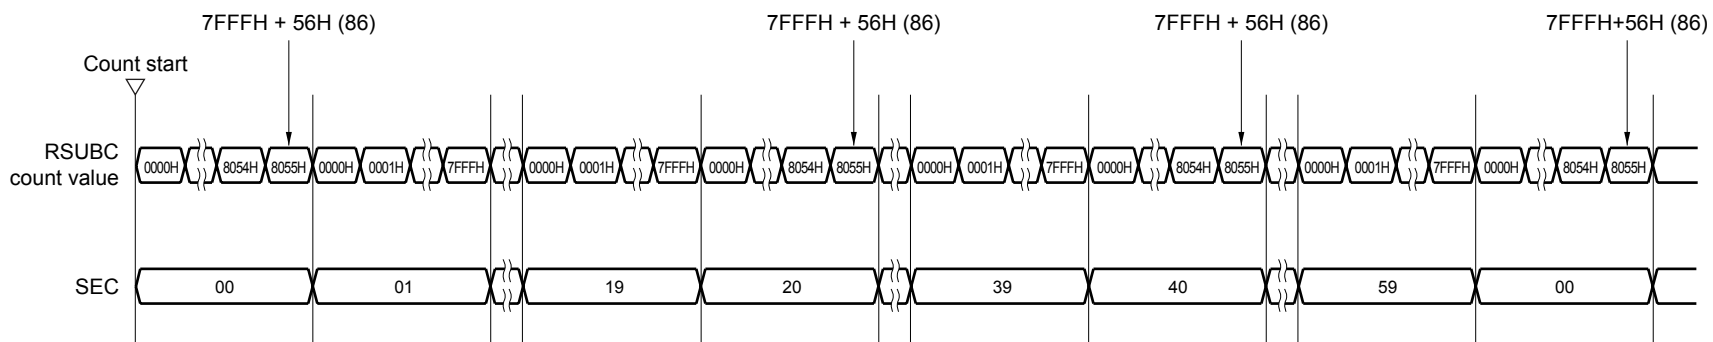 7FFFH + 56H (86) 7FFFH + 56H (86) 7FFFH + 56H (86) 7FFFH+56H (86)
Count start
RSUBC
count value
0000H 8054H 8055H 0000H 0001H 7FFFH 0000H 0001H 7FFFH 0000H 8054H 8055H 0000H 0001H 7FFFH 0000H 8054H 8055H 0000H 0001H 7FFFH 0000H 8054H 8055H
SEC 00 01 19 20 39 40 59 00